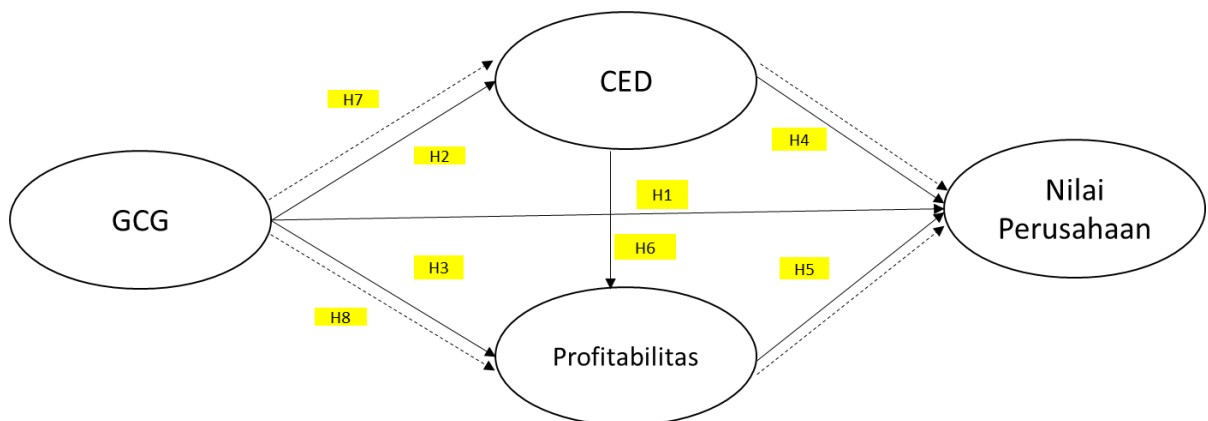 CED
H7
H4
H2
H1
Nilai
Perusahaan
GCG
H6
H3
H5
H8
Profitabilitas